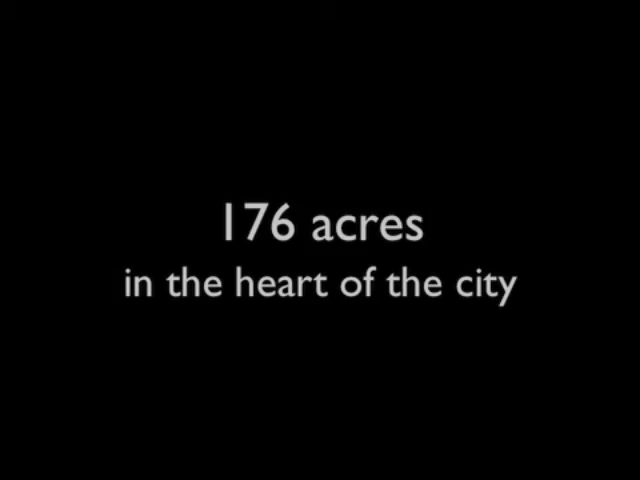 176 acres
in the heart of the city